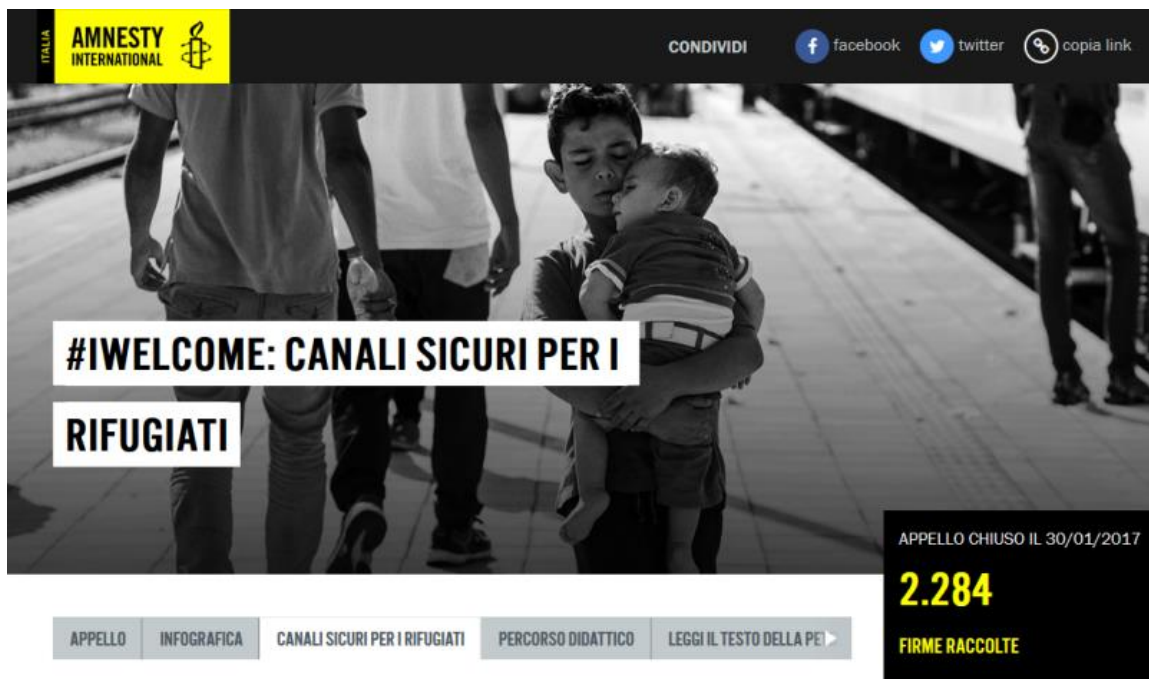 ITALIA
AMNESTY
INTERNATIONAL
CONDIVIDI
facebook
twitter
copia link
#IWELCOME: CANALI SICURI PER I
RIFUGIATI
APPELLO CHIUSO IL 30/01/2017
2.284
FIRME RACCOLTE
APPELLO
INFOGRAFICA
CANALI SICURI PER I RIFUGIATI
PERCORSO DIDATTICO
LEGGI IL TESTO DELLA